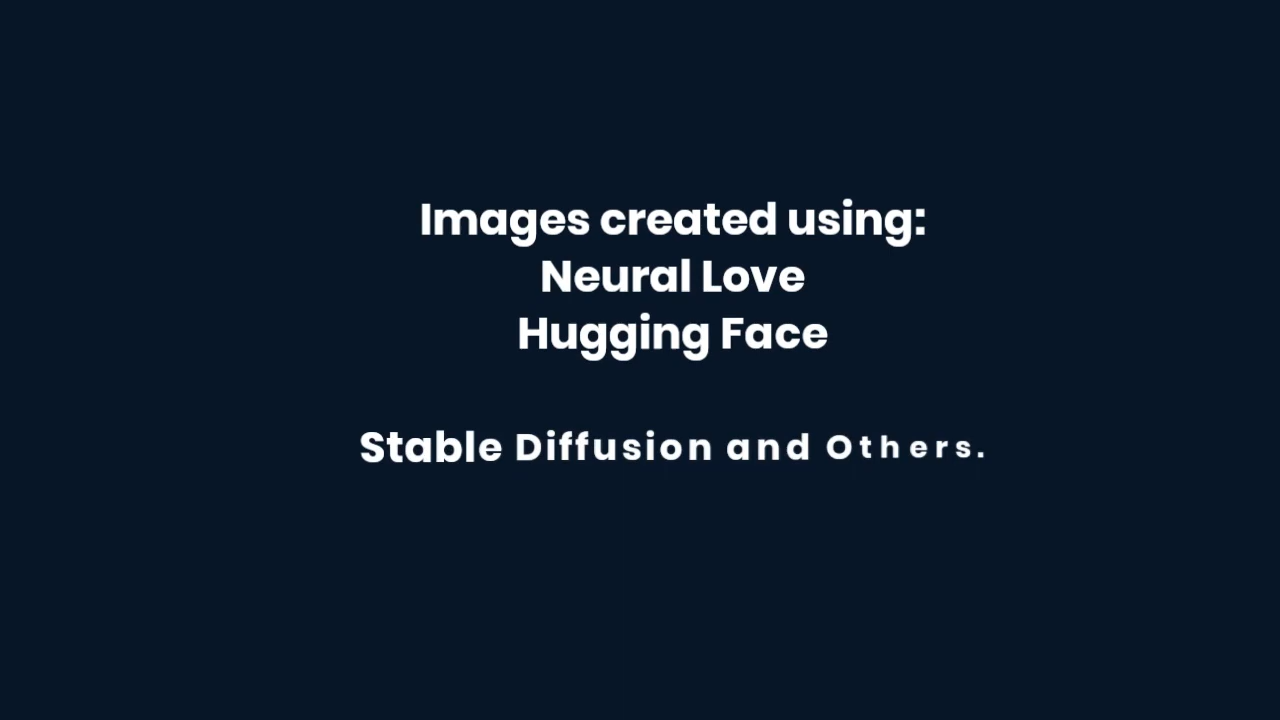 Images created using:
Neural Love
Hugging Face
Stable Diffusion and Others.